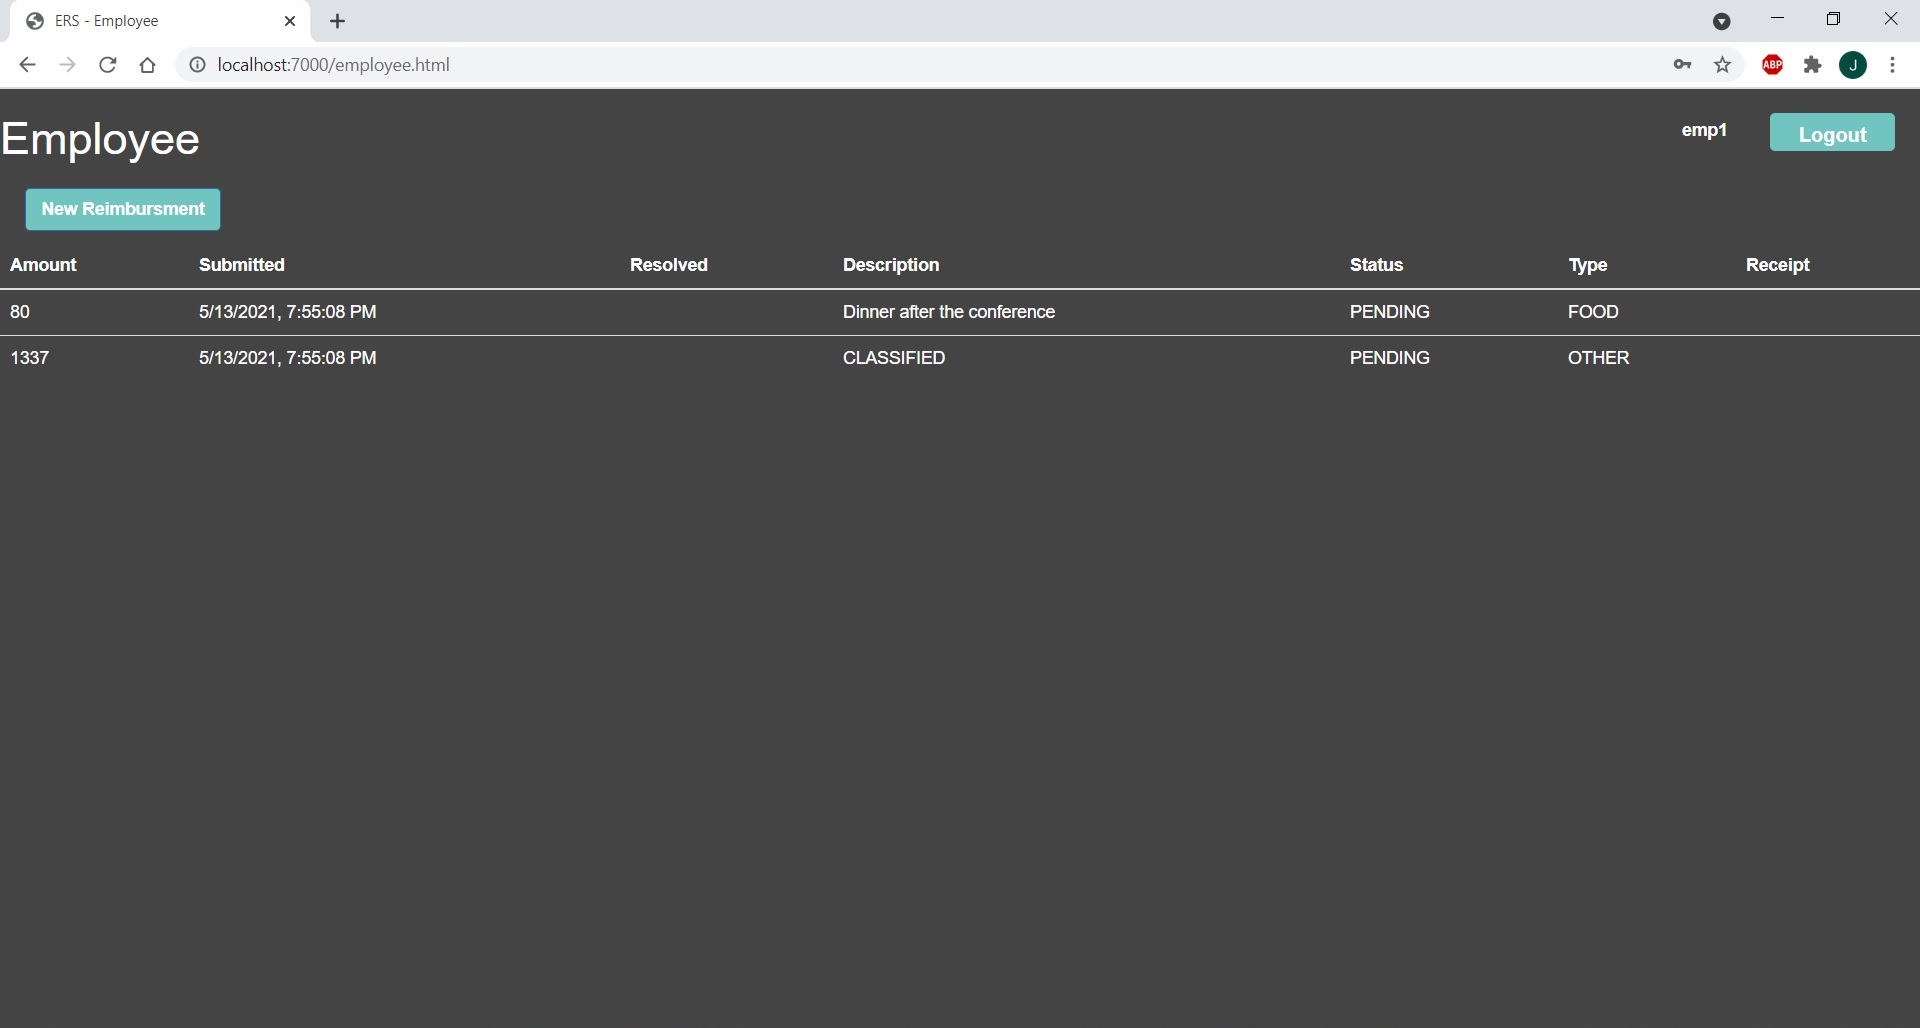 ERS - Employee
localhost:7000/employee.html
ABP
J
Employee
emp1
Logout
New Reimbursment
Amount Submitted Resolved Description Status Type Receipt
80 5/13/2021, 7:55:08 PM Dinner after the conference PENDING FOOD
1337 5/13/2021, 7:55:08 PM CLASSIFIED PENDING OTHER